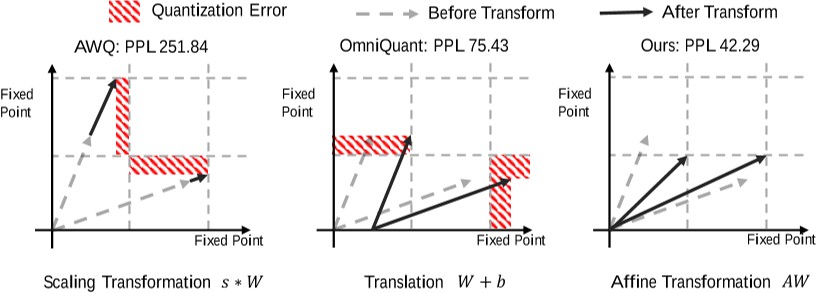 Quantization Error
Before Transform
After Transform
AWQ: PPL 251.84
OmniQuant: PPL 75.43
Ours: PPL 42.29
Fixed
Point
Fixed
Point
Fixed
Point
Fixed Point
Fixed Point
Fixed Point
Scaling Transformation s ∗ W
Translation W + b
Affine Transformation AW